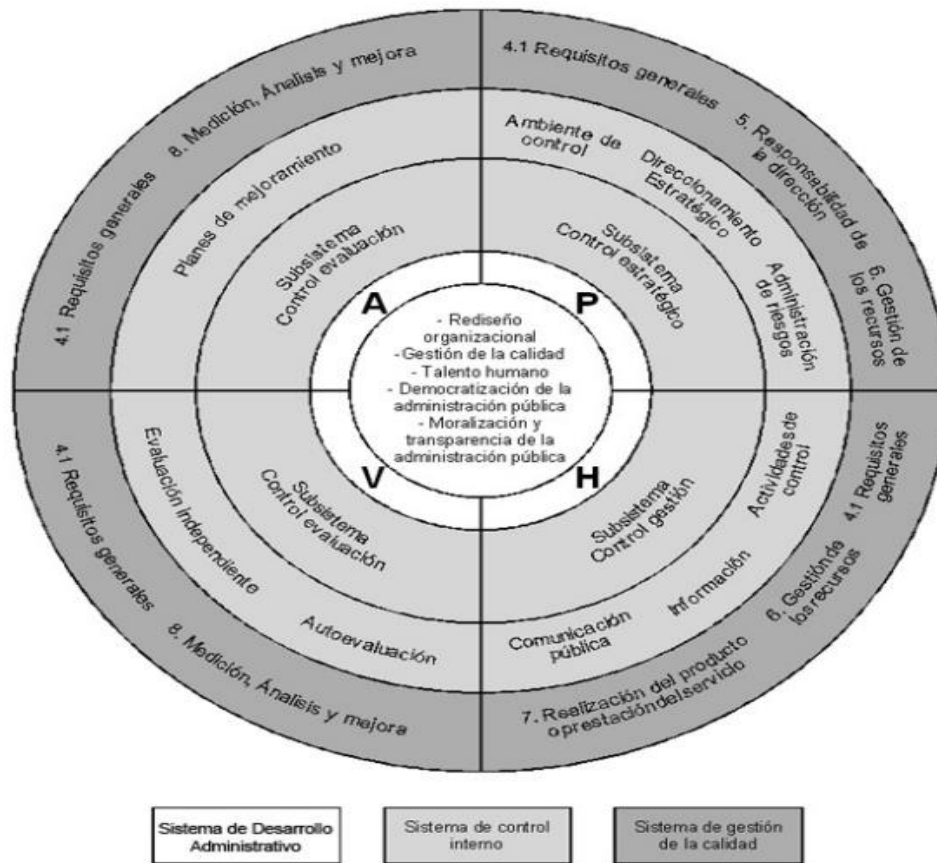 4.1 Requisitos generales
8. Medición, Ánalisis y mejora
4.1 Requisitos generales
5. Responsabilidad de
la dirección
6. Gestión de
los recursos
Planes de mejoramiento
Ambiente de
control
Direccionamiento
Estratégico
Administración
de riesgos
Subsistema
Control evaluación
Subsistema
Control estratégico
A
P
- Rediseño
organizacional
-Gestión de la calidad
- Talento humano
- Democratización de la
administración pública
- Moralización y
transparencia de la
administración pública
V
H
Subsistema
Control evaluación
Subsistema
Control gestión
Evaluación independiente
Autoevaluación
Comunicación
pública
Información
Actividades de
control
4.1 Requisitos generales
8. Medición, Ánalisis y mejora
7. Realización del producto
o prestación del servicio
6. Gestión de
los recursos
4.1 Requisitos
generales
Sistema de Desarrollo
Administrativo
Sistema de control
interno
Sistema de gestión
de la calidad